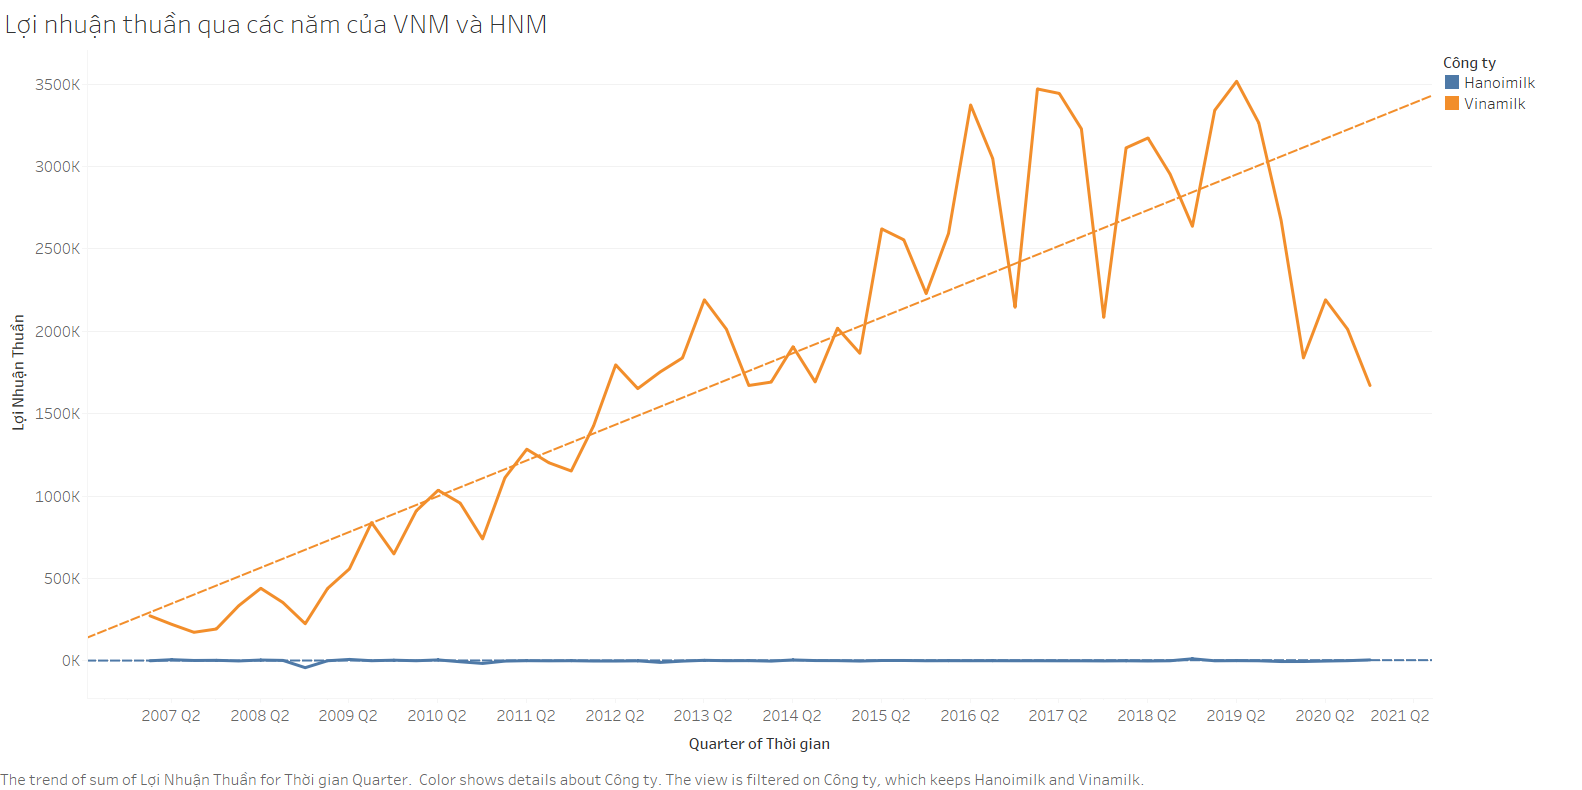 Lợi nhuận thuần qua các năm của VNM và HNM
Công ty
Hanoimilk
Vinamilk
3500K
3000K
2500K
2000K
1500K
1000K
500K
0K
Lợi Nhuận Thuần
2007 Q2 2008 Q2 2009 Q2 2010 Q2 2011 Q2 2012 Q2 2013 Q2 2014 Q2 2015 Q2 2016 Q2 2017 Q2 2018 Q2 2019 Q2 2020 Q2 2021 Q2
Quarter of Thời gian
The trend of sum of Lợi Nhuận Thuần for Thời gian Quarter. Color shows details about Công ty. The view is filtered on Công ty, which keeps Hanoimilk and Vinamilk.